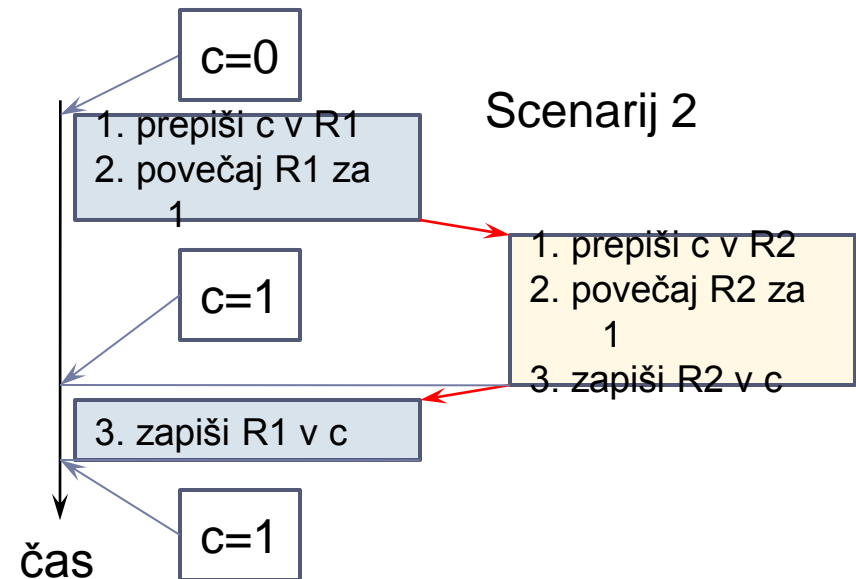 c=0
Scenarij 2
1. prepiši c v R1
2. povečaj R1 za
1
1. prepiši c v R2
2. povečaj R2 za
1
3. zapiši R2 v c
c=1
3. zapiši R1 v c
c=1
čas